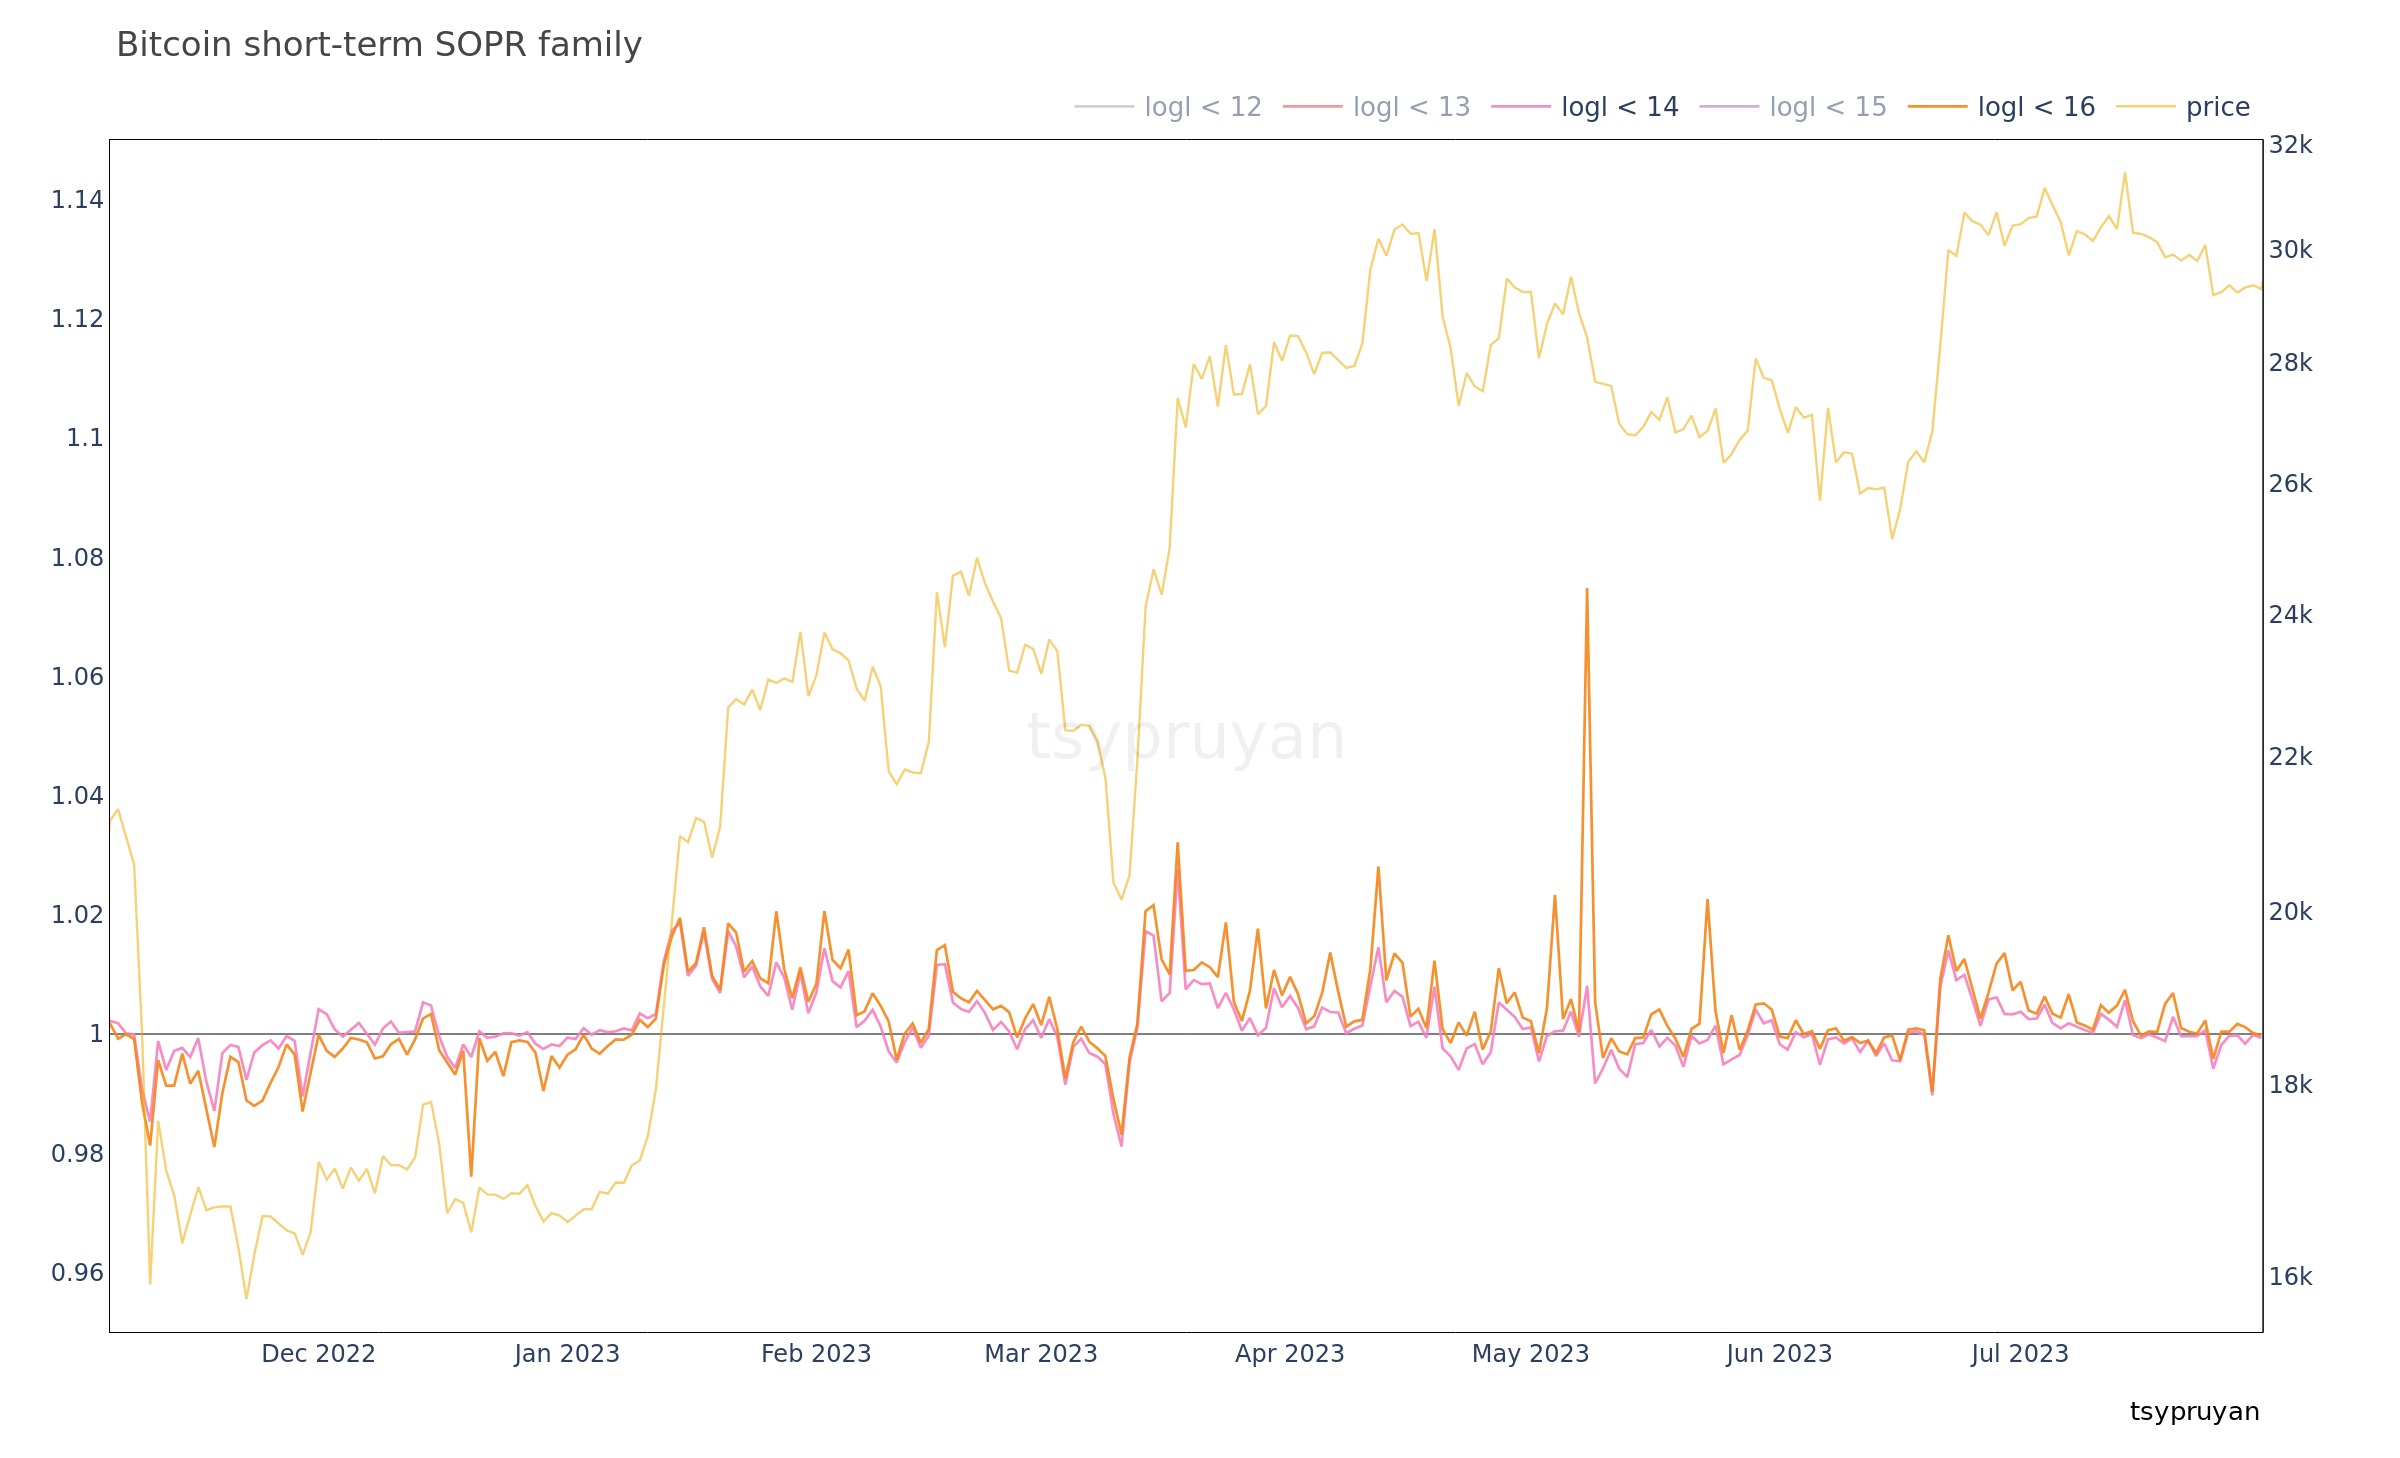 Bitcoin short-term SOPR family
logl < 12 logl < 13 logl < 14 logl < 15 logl < 16 price
32k
1.14
30k
1.12
28k
1.1
26k
1.08
24k
1.06
tsypruyan
22k
1.04
1.02
20k
1
18k
0.98
0.96
16k
Dec 2022 Jan 2023 Feb 2023 Mar 2023 Apr 2023 May 2023 Jun 2023 Jul 2023
tsypruyan